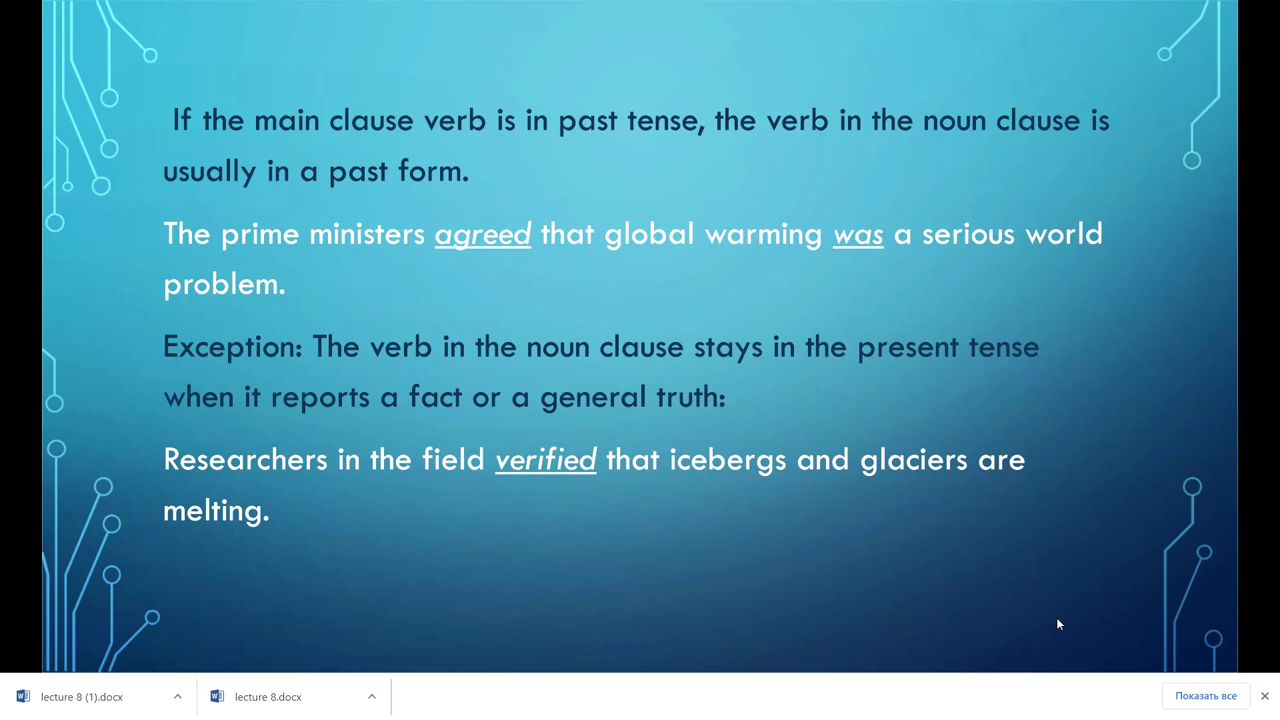 If the main clause verb is in past tense, the verb in the noun clause is
usually in a past form.
The prime ministers agreed that global warming was a serious world
problem.
Exception: The verb in the noun clause stays in the present tense
when it reports a fact or a general truth:
Researchers in the field verified that icebergs and glaciers are
melting.
lecture 8 (1).docx
lecture 8.docx
Показать все